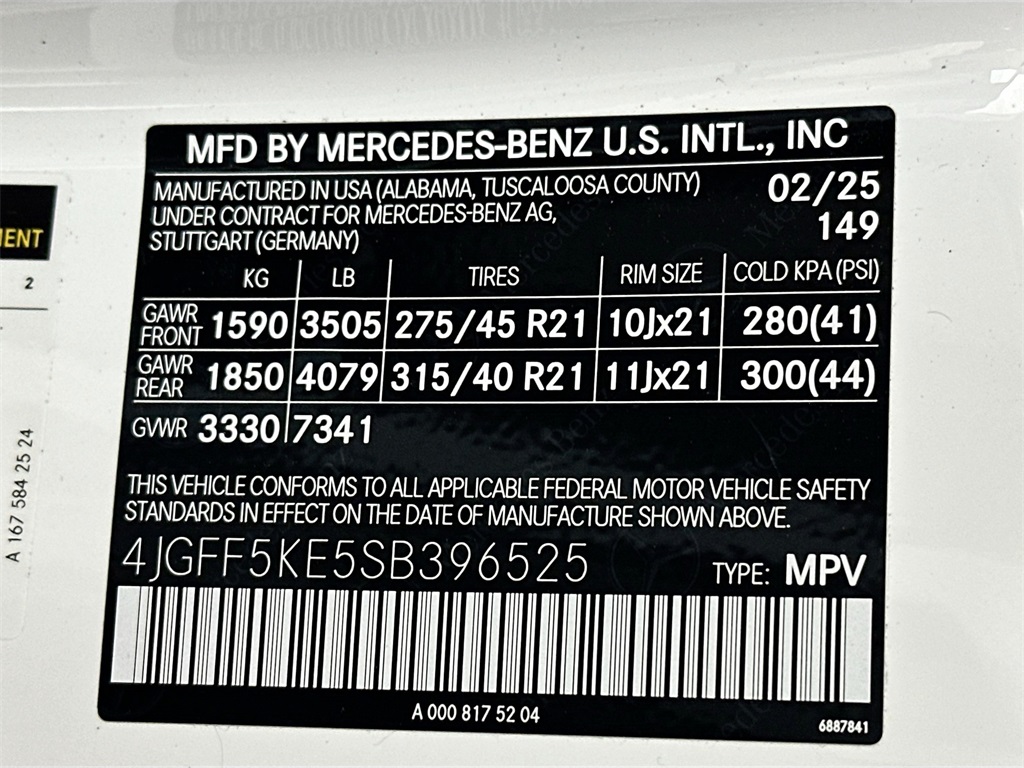 MFD BY MERCEDES-BENZ U.S. INTL., INC
MANUFACTURED IN USA (ALABAMA, TUSCALOOSA COUNTY) 02/25
UNDER CONTRACT FOR MERCEDES-BENZ AG, 149
STUTTGART (GERMANY)
KG LB TIRES RIM SIZE COLD KPA (PSI)
GAWR FRONT 1590 3505 275/45 R21 10Jx21 280(41)
GAWR REAR 1850 4079 315/40 R21 11Jx21 300(44)
GVWR 3330 7341
THIS VEHICLE CONFORMS TO ALL APPLICABLE FEDERAL MOTOR VEHICLE SAFETY
STANDARDS IN EFFECT ON THE DATE OF MANUFACTURE SHOWN ABOVE.
4JGFF5KE5SB396525 TYPE: MPV
A 000 817 52 04
6887841
2
A 167 584 25 24